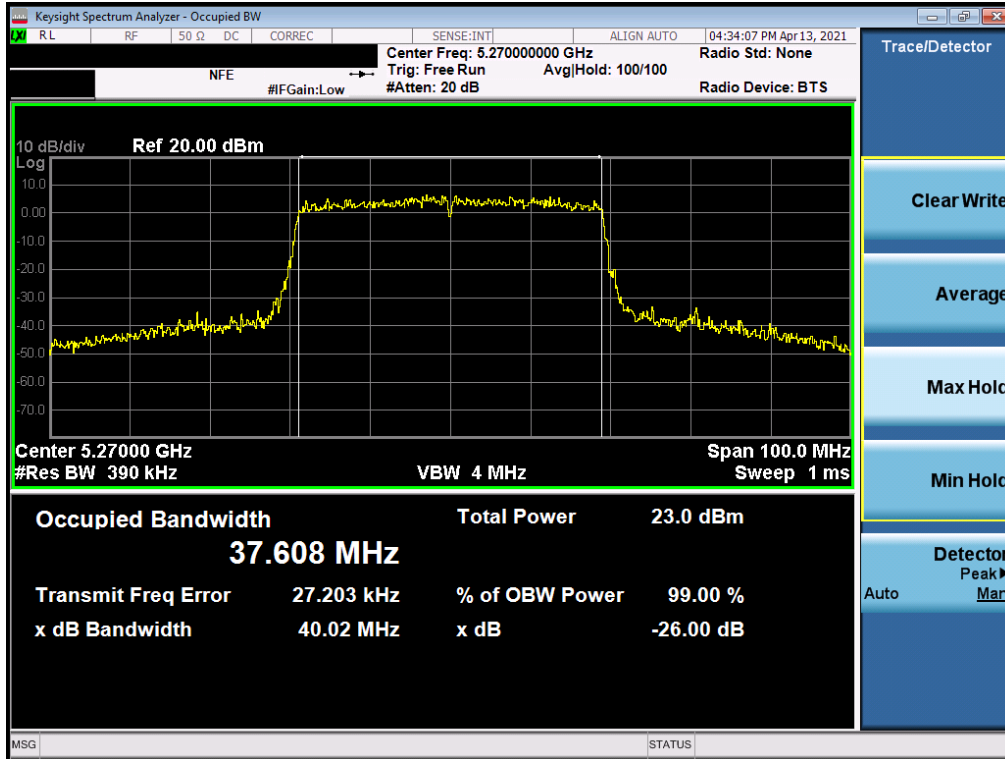 Keysight Spectrum Analyzer - Occupied BW
LXI RL RF 50 Ω DC CORREC SENSE:INT ALIGN AUTO 04:34:07 PM Apr 13, 2021
Center Freq: 5.270000000 GHz Radio Std: None
NFE Trig: Free Run Avg|Hold: 100/100
#IFGain:Low #Atten: 20 dB Radio Device: BTS
Trace/Detector
10 dB/div Ref 20.00 dBm
Log
10.0
0.00
-10.0
-20.0
-30.0
-40.0
-50.0
-60.0
-70.0
Center 5.27000 GHz Span 100.0 MHz
#Res BW 390 kHz VBW 4 MHz Sweep 1 ms
Occupied Bandwidth Total Power 23.0 dBm
37.608 MHz
Transmit Freq Error 27.203 kHz % of OBW Power 99.00 %
x dB Bandwidth 40.02 MHz x dB -26.00 dB
Clear Write
Average
Max Hold
Min Hold
Detector
Peak
Auto Man
MSG STATUS